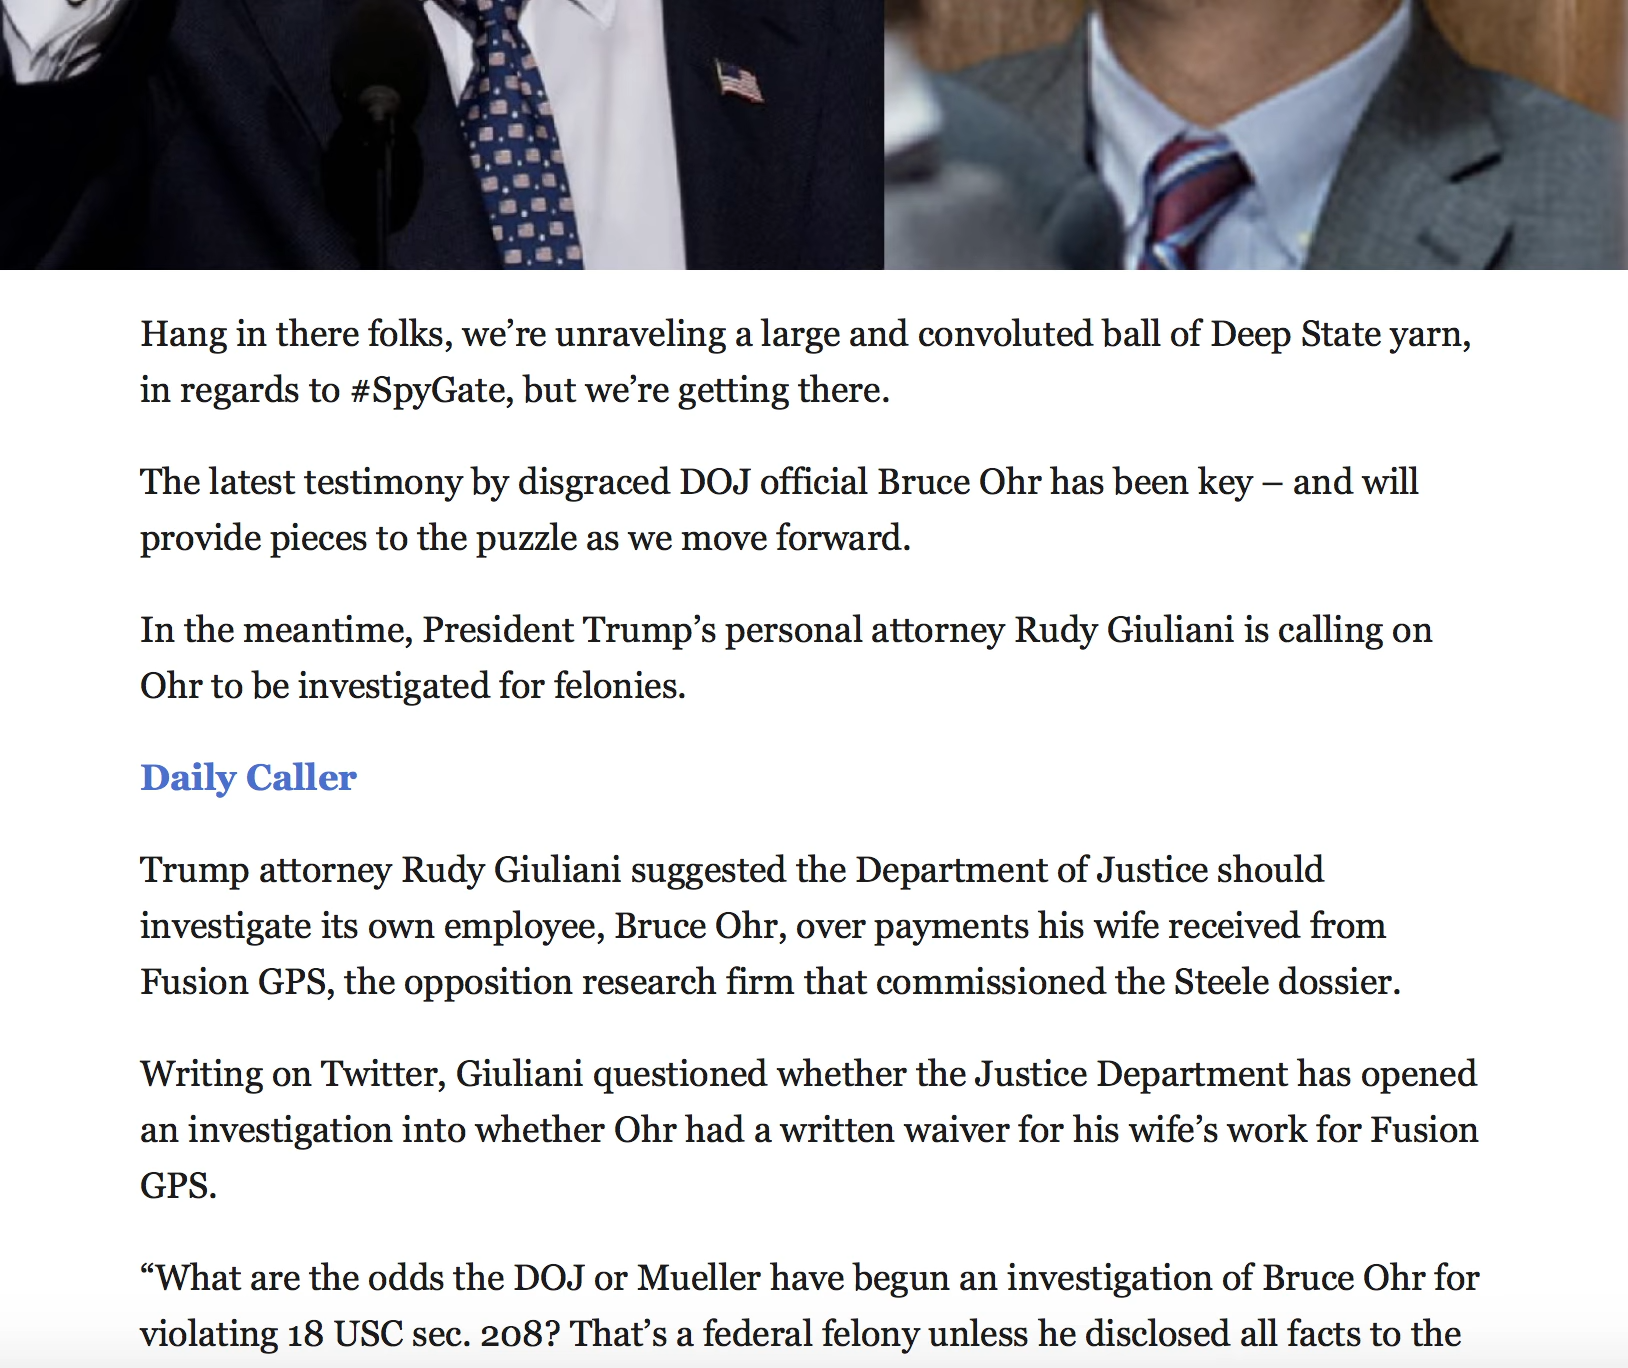 Hang in there folks, we’re unraveling a large and convoluted ball of Deep State yarn,
in regards to #SpyGate, but we’re getting there.
The latest testimony by disgraced DOJ official Bruce Ohr has been key – and will
provide pieces to the puzzle as we move forward.
In the meantime, President Trump’s personal attorney Rudy Giuliani is calling on
Ohr to be investigated for felonies.
Daily Caller
Trump attorney Rudy Giuliani suggested the Department of Justice should
investigate its own employee, Bruce Ohr, over payments his wife received from
Fusion GPS, the opposition research firm that commissioned the Steele dossier.
Writing on Twitter, Giuliani questioned whether the Justice Department has opened
an investigation into whether Ohr had a written waiver for his wife’s work for Fusion
GPS.
“What are the odds the DOJ or Mueller have begun an investigation of Bruce Ohr for
violating 18 USC sec. 208? That’s a federal felony unless he disclosed all facts to the